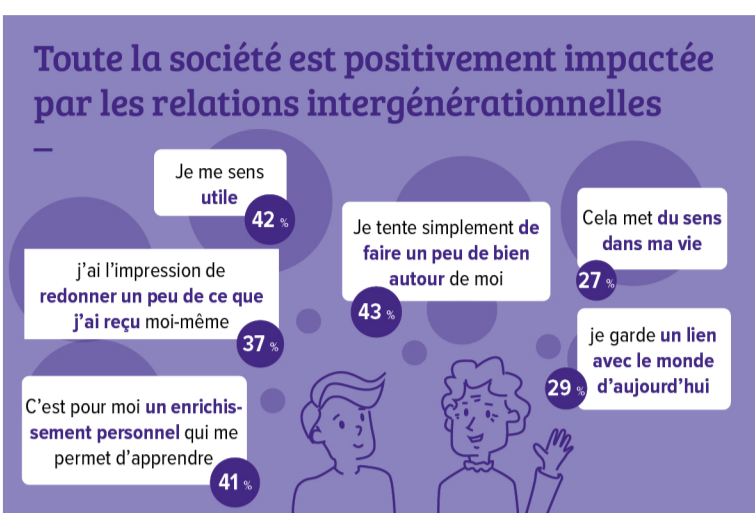 Toute la société est positivement impactée
par les relations intergénérationnelles
Je me sens
utile
42 %
j'ai l'impression de
redonner un peu de ce que
j'ai reçu moi-même
37 %
C'est pour moi un enrichis-
sement personnel qui me
permet d'apprendre
41 %
Je tente simplement de
faire un peu de bien
autour de moi
43 %
Cela met du sens
dans ma vie
27 %
je garde un lien
avec le monde
d'aujourd'hui
29 %